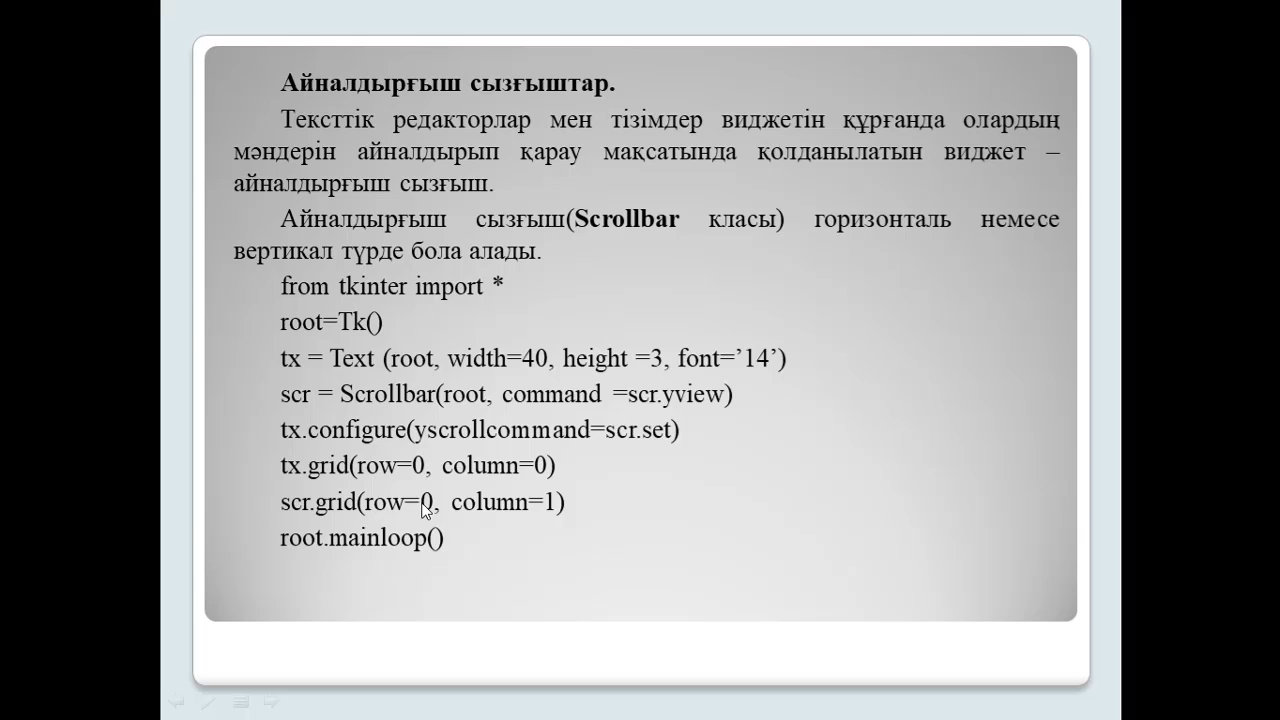 Айналдырғыш сызғыштар.
Тексттік редакторлар мен тізімдер виджетін құрғанда олардың
мәндерін айналдырып қарау мақсатында қолданылатын виджет –
айналдырғыш сызғыш.
Айналдырғыш сызғыш(Scrollbar класы) горизонталь немесе
вертикал түрде бола алады.
from tkinter import *
root=Tk()
tx = Text (root, width=40, height =3, font=’14’)
scr = Scrollbar(root, command =scr.yview)
tx.configure(yscrollcommand=scr.set)
tx.grid(row=0, column=0)
scr.grid(row=0, column=1)
root.mainloop()